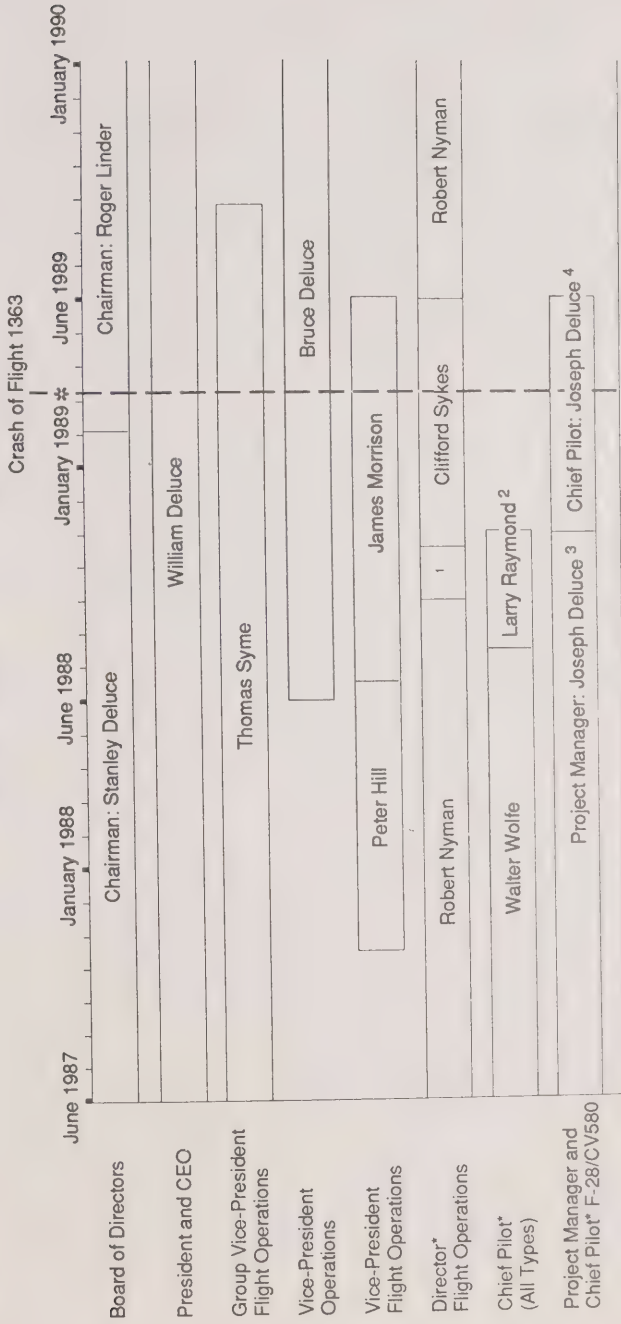 Crash of Flight 1363
June 1987 January 1988 June 1988 January 1989 * June 1989 January 1990
Board of Directors
Chairman: Stanley Deluce
Chairman: Roger Linder
President and CEO
William Deluce
Group Vice-President
Flight Operations
Thomas Syme
Vice-President
Operations
Bruce Deluce
Vice-President
Flight Operations
Peter Hill
James Morrison
Director*
Flight Operations
Robert Nyman
1
Clifford Sykes
Robert Nyman
Chief Pilot*
(All Types)
Walter Wolfe
Larry Raymond 2
Project Manager and
Chief Pilot* F-28/CV580
Project Manager: Joseph Deluce 3
Chief Pilot: Joseph Deluce 4